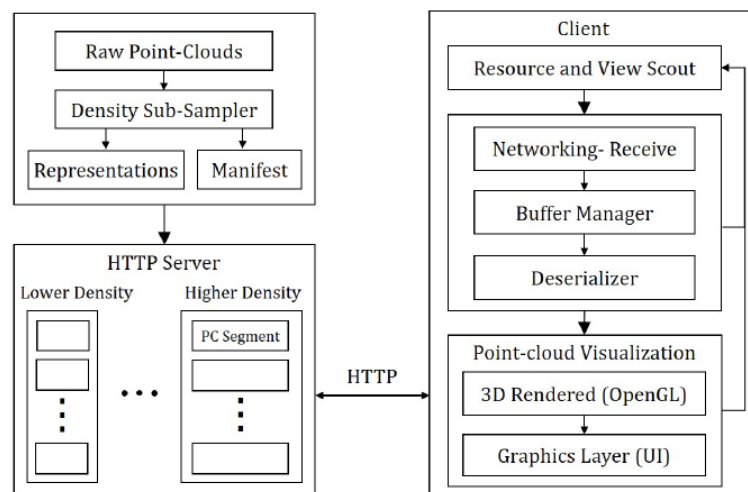 Raw Point-Clouds
Density Sub-Sampler
Representations
Manifest
HTTP Server
Lower Density
Higher Density
PC Segment
HTTP
Client
Resource and View Scout
Networking- Receive
Buffer Manager
Deserializer
Point-cloud Visualization
3D Rendered (OpenGL)
Graphics Layer (UI)